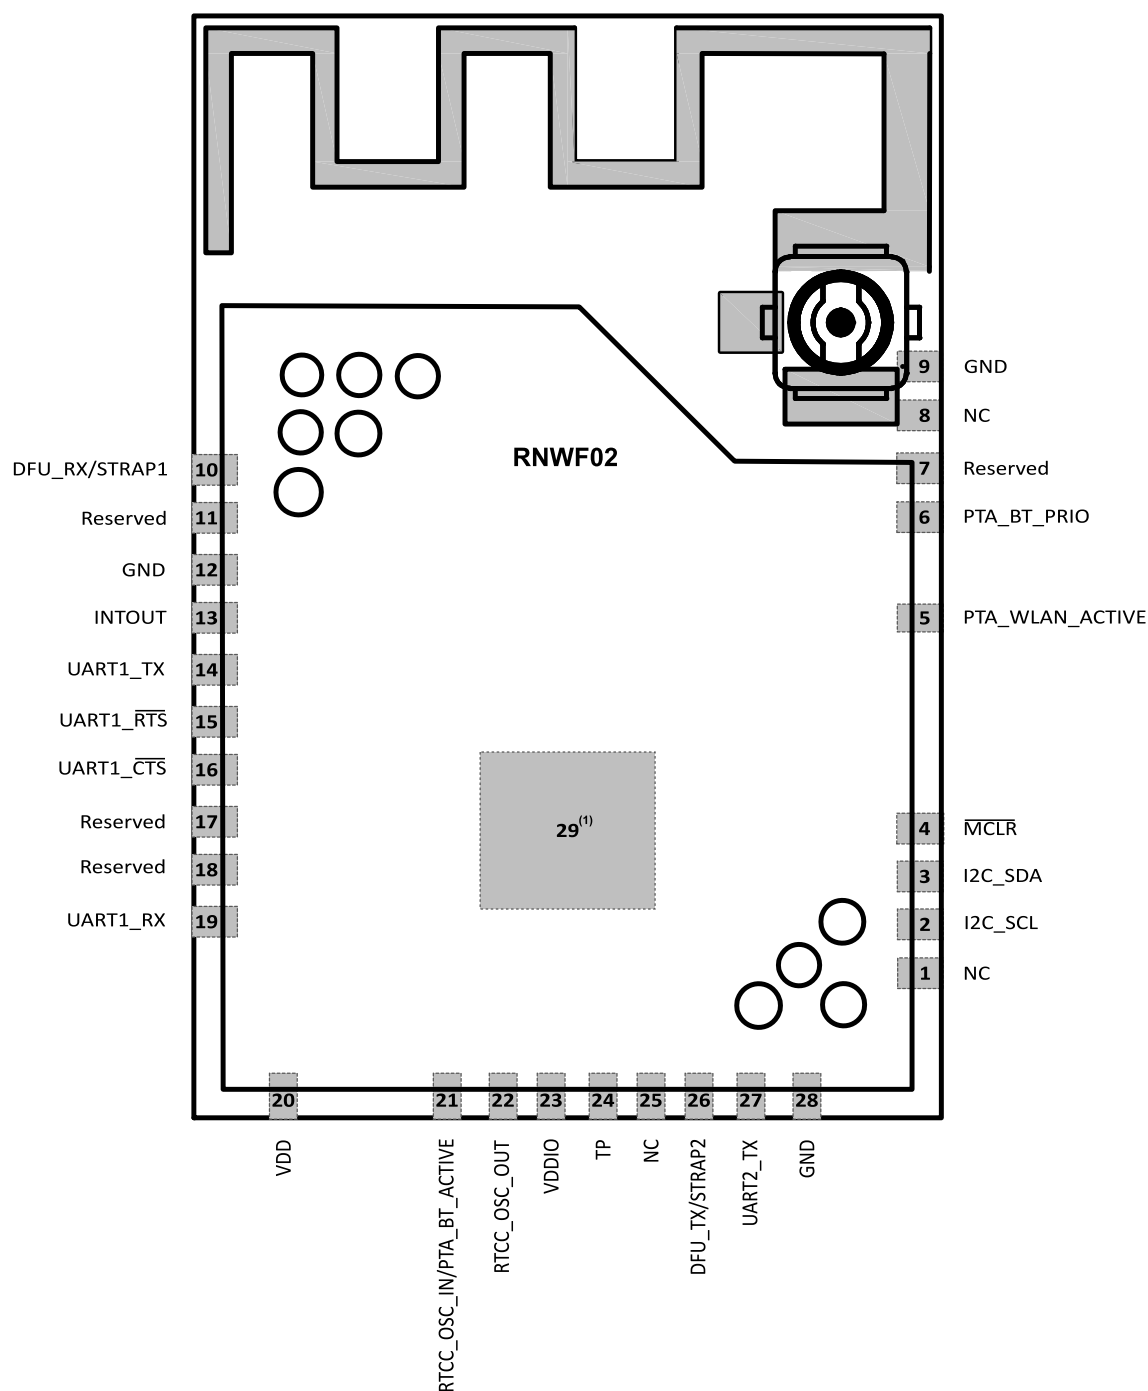 9 GND
8 NC
RNWF02
DFU_RX/STRAP1 10
7 Reserved
Reserved 11
6 PTA_BT_PRIO
GND 12
INTOUT 13
5 PTA_WLAN_ACTIVE
UART1_TX 14
UART1_R̅T̅S̅ 15
UART1_C̅T̅S̅ 16
Reserved 17
29(1)
4 M̅C̅L̅R̅
Reserved 18
3 I2C_SDA
UART1_RX 19
2 I2C_SCL
1 NC
20 21 22 23 24 25 26 27 28
VDD
RTCC_OSC_IN/PTA_BT_ACTIVE
RTCC_OSC_OUT
VDDIO
TP
NC
DFU_TX/STRAP2
UART2_TX
GND